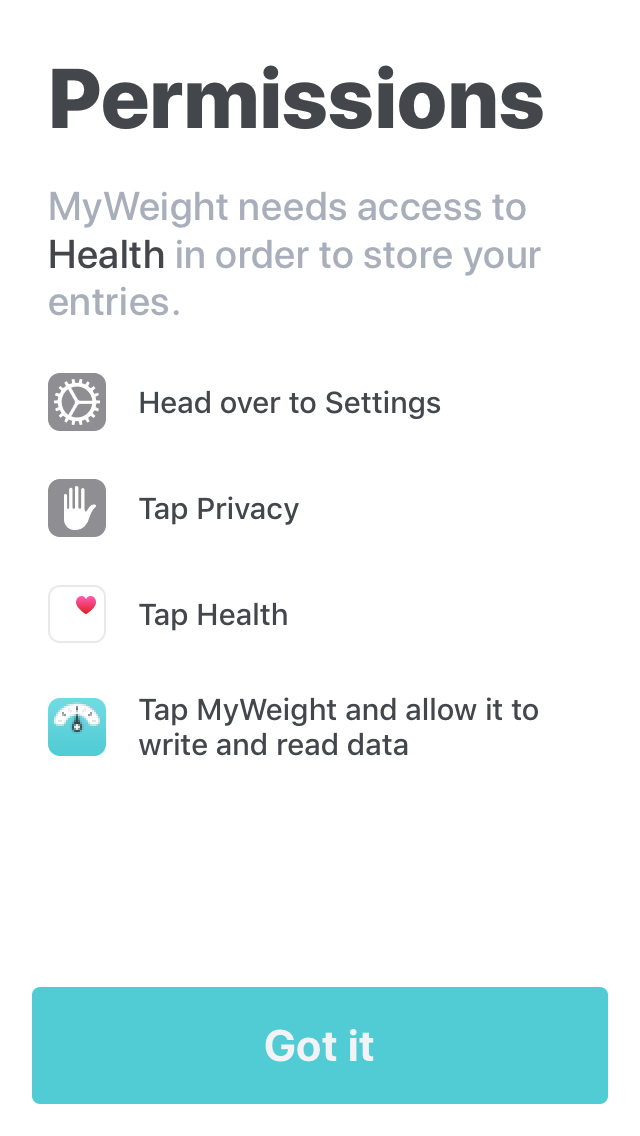 Permissions
MyWeight needs access to
Health in order to store your
entries.
Head over to Settings
Tap Privacy
Tap Health
Tap MyWeight and allow it to
write and read data
Got it